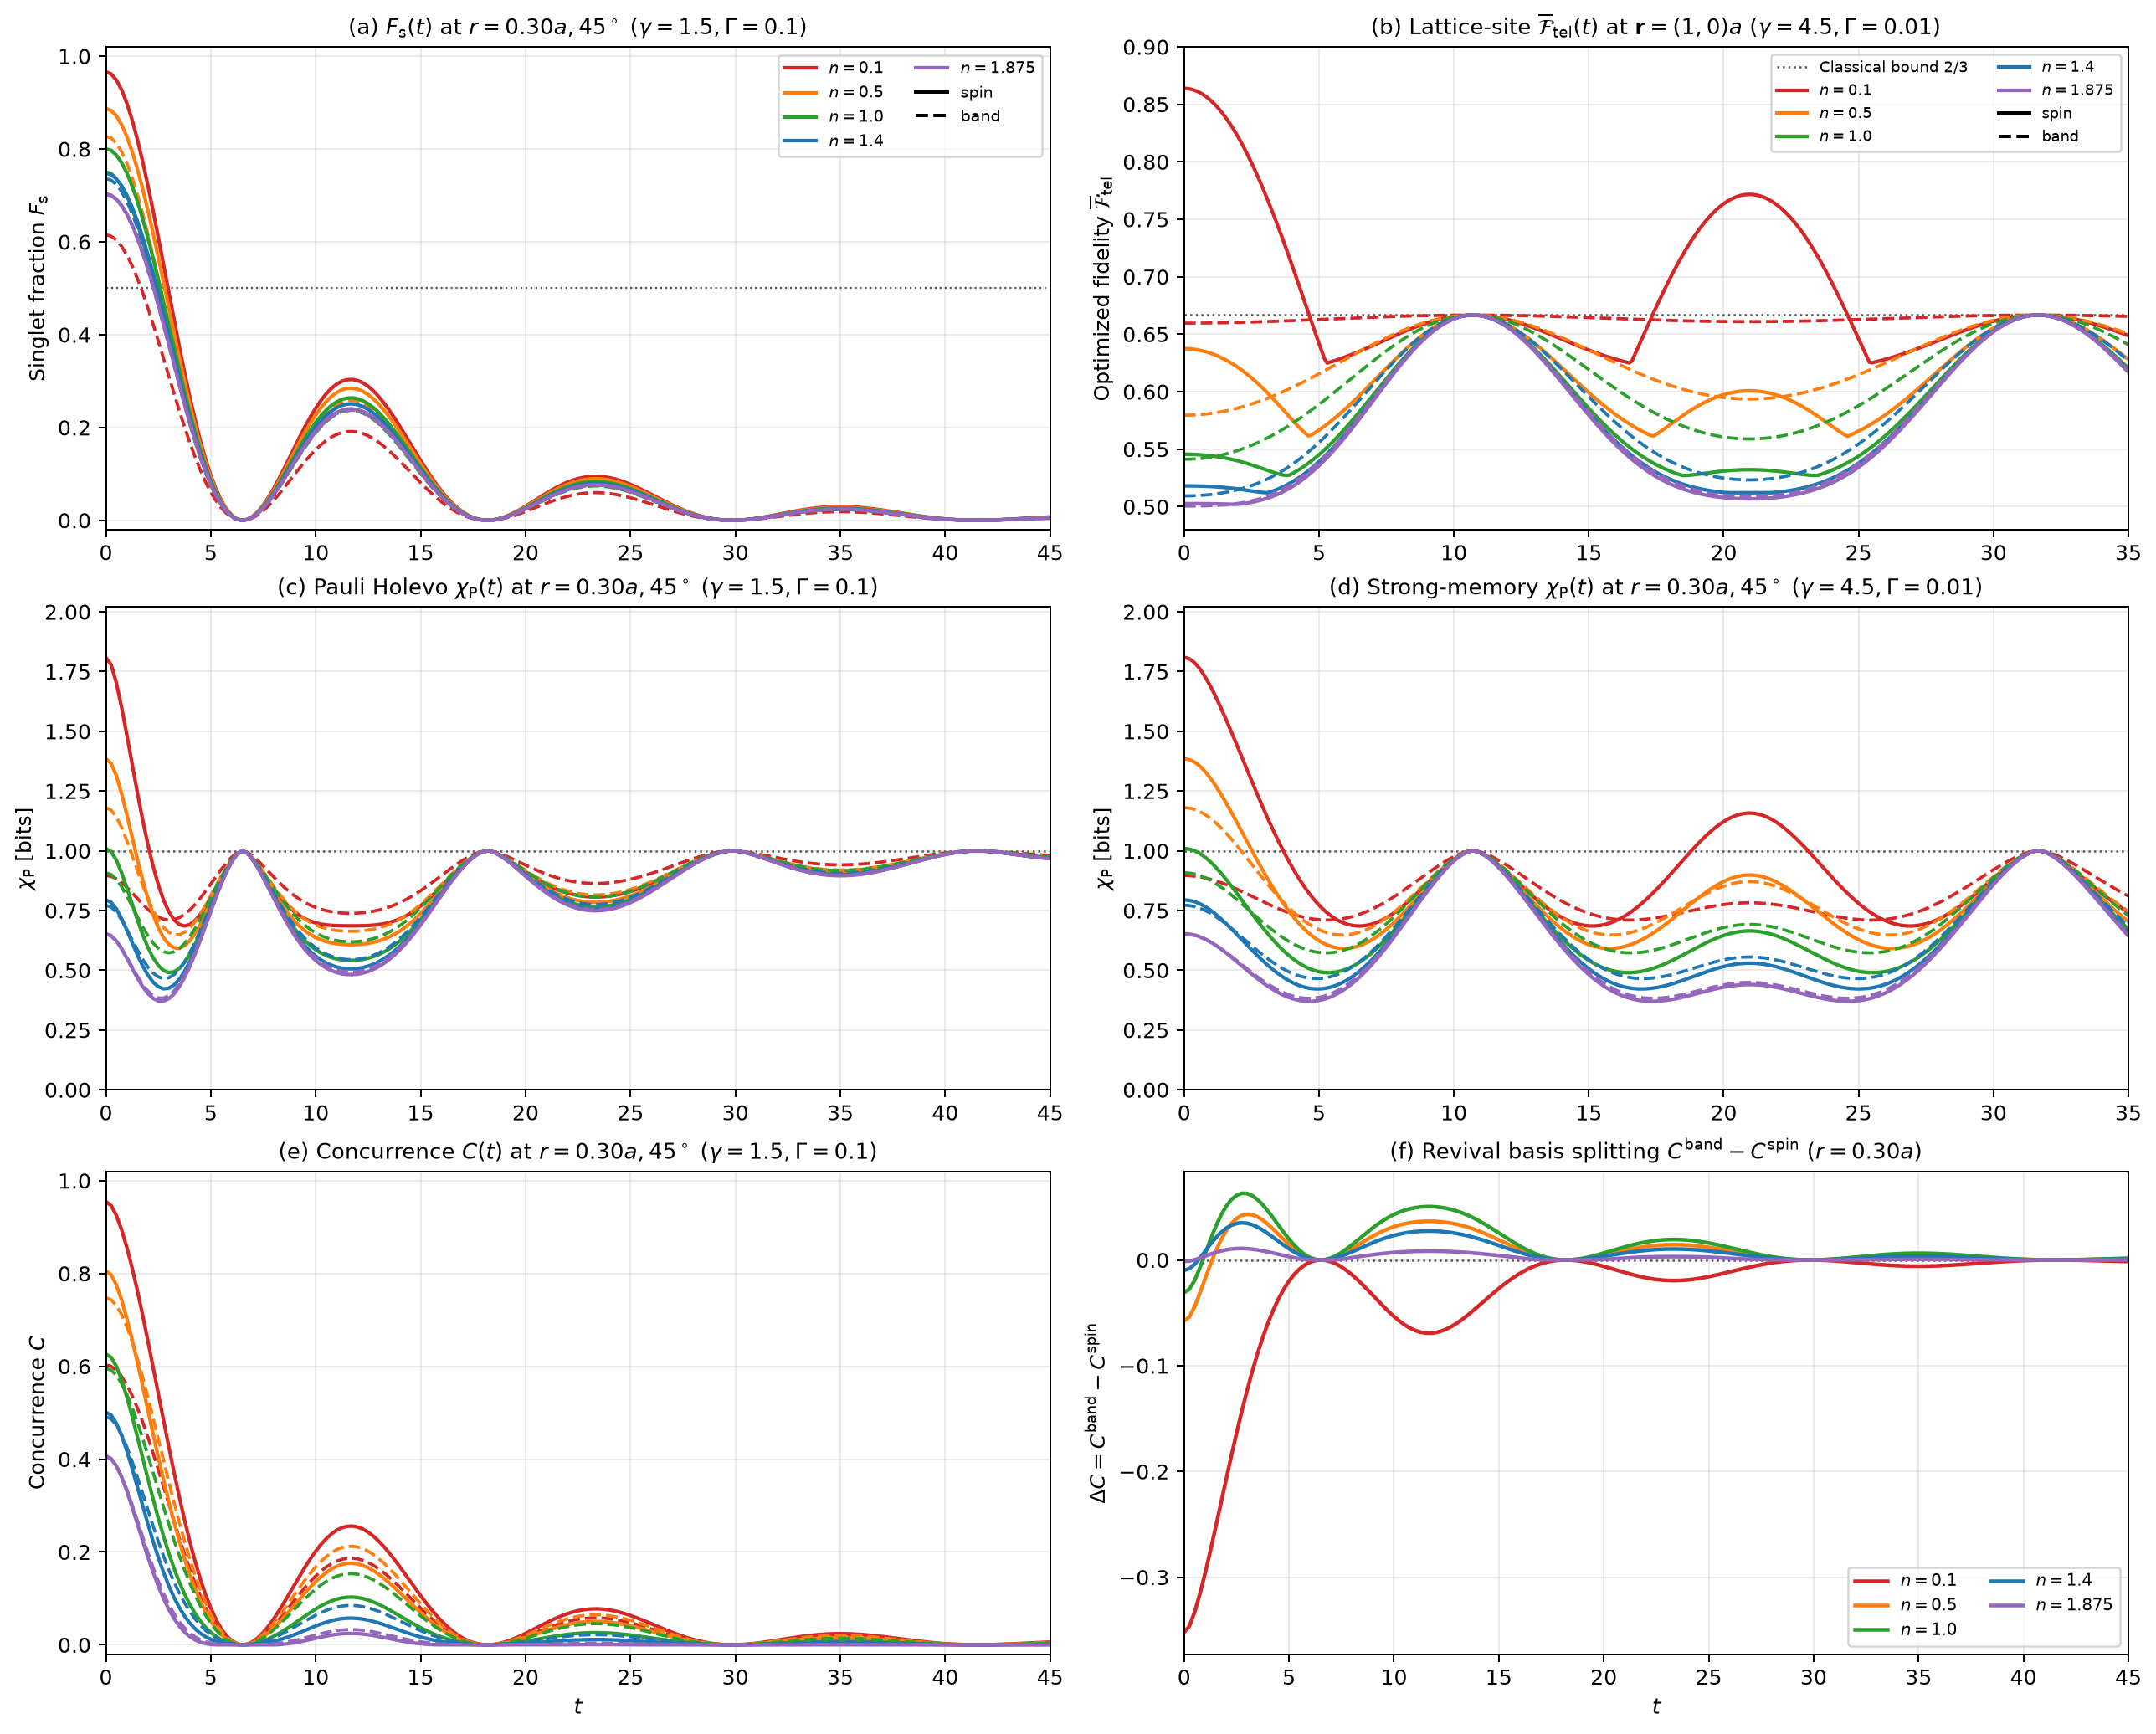 (a) Fₛ(t) at r = 0.30a, 45° (γ = 1.5, Γ = 0.1)
Singlet fraction Fₛ
1.0
0.8
0.6
0.4
0.2
0.0
0 5 10 15 20 25 30 35 40 45
n = 0.1
n = 0.5
n = 1.0
n = 1.4
n = 1.875
spin
band
(b) Lattice-site F̅_tel(t) at r = (1, 0)a (γ = 4.5, Γ = 0.01)
Optimized fidelity F̅_tel
0.90
0.85
0.80
0.75
0.70
0.65
0.60
0.55
0.50
0 5 10 15 20 25 30 35
Classical bound 2/3
n = 0.1
n = 0.5
n = 1.0
n = 1.4
n = 1.875
spin
band
(c) Pauli Holevo χ_P(t) at r = 0.30a, 45° (γ = 1.5, Γ = 0.1)
χ_P [bits]
2.00
1.75
1.50
1.25
1.00
0.75
0.50
0.25
0.00
0 5 10 15 20 25 30 35 40 45
(d) Strong-memory χ_P(t) at r = 0.30a, 45° (γ = 4.5, Γ = 0.01)
χ_P [bits]
2.00
1.75
1.50
1.25
1.00
0.75
0.50
0.25
0.00
0 5 10 15 20 25 30 35
(e) Concurrence C(t) at r = 0.30a, 45° (γ = 1.5, Γ = 0.1)
Concurrence C
1.0
0.8
0.6
0.4
0.2
0.0
0 5 10 15 20 25 30 35 40 45
t
(f) Revival basis splitting C^band − C^spin (r = 0.30a)
ΔC = C^band − C^spin
0.0
−0.1
−0.2
−0.3
0 5 10 15 20 25 30 35 40 45
t
n = 0.1
n = 0.5
n = 1.0
n = 1.4
n = 1.875